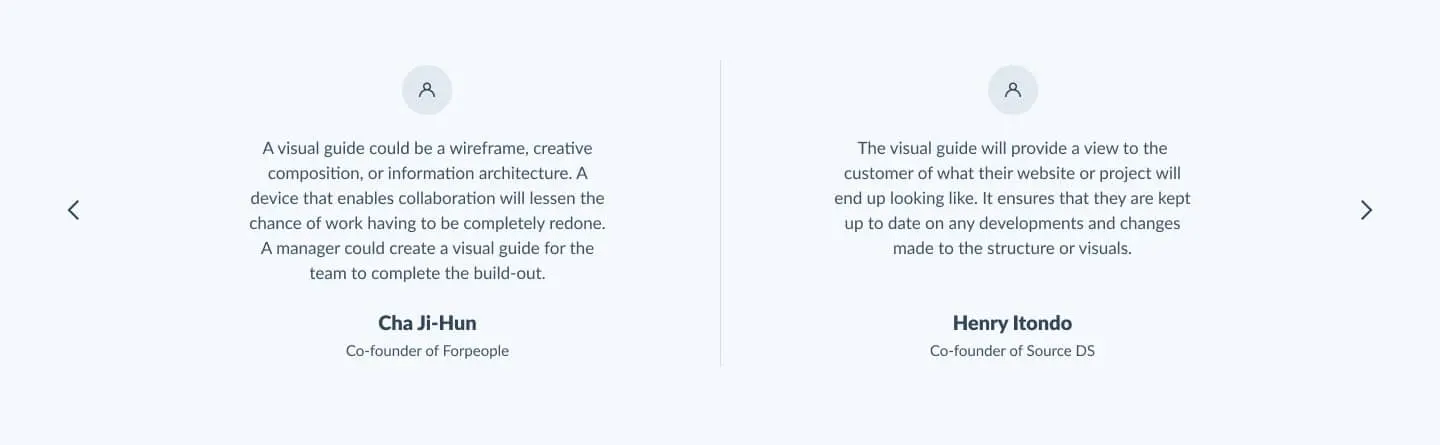 A visual guide could be a wireframe, creative
composition, or information architecture. A
device that enables collaboration will lessen the
chance of work having to be completely redone.
A manager could create a visual guide for the
team to complete the build-out.
Cha Ji-Hun
Co-founder of Forpeople
The visual guide will provide a view to the
customer of what their website or project will
end up looking like. It ensures that they are kept
up to date on any developments and changes
made to the structure or visuals.
Henry Itondo
Co-founder of Source DS